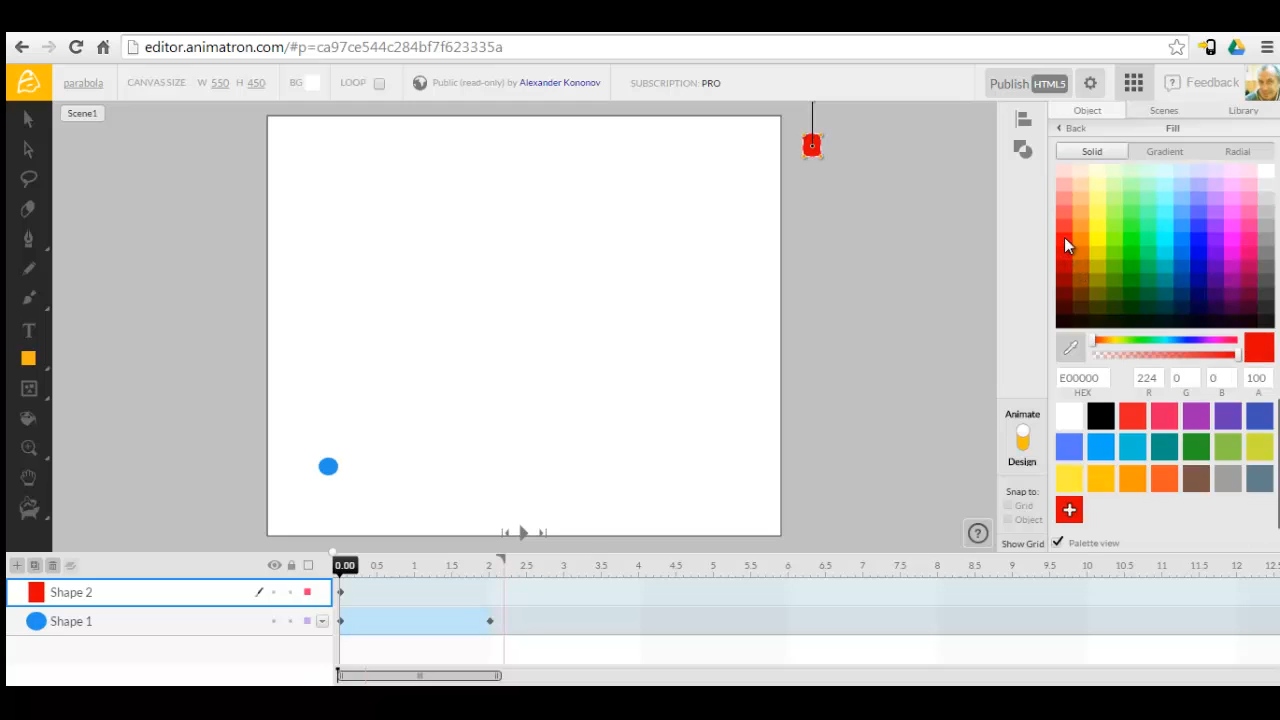 editor.animatron.com/#p=ca97ce544c284bf7f623335a
parabola CANVAS SIZE W 550 H 450 BG LOOP Public (read-only) by Alexander Kononov SUBSCRIPTION: PRO Publish HTML5 ? Feedback
Scene1
Object Scenes Library
Back Fill
Solid Gradient Radial
E00000 224 0 0 100
HEX R G B A
Animate
Design
Snap to:
Grid
Object
Show Grid
Palette view
?
0.00 0.5 1 1.5 2 2.5 3 3.5 4 4.5 5 5.5 6 6.5 7 7.5 8 8.5 9 9.5 10 10.5 11 11.5 12 12.5
Shape 2
Shape 1